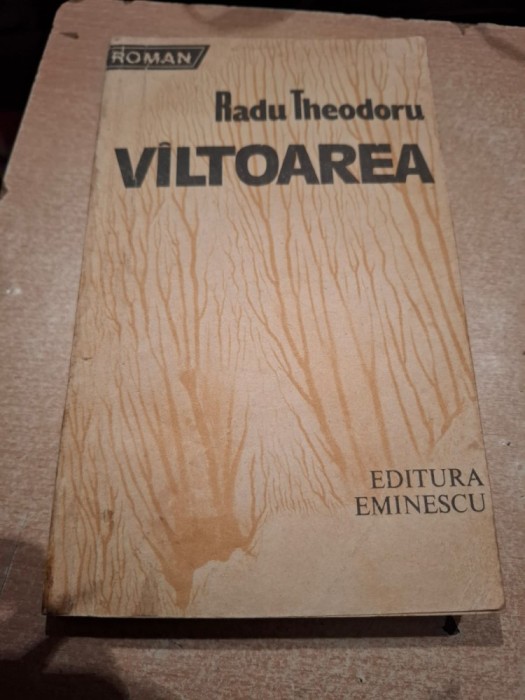 ROMAN
Radu Theodoru
VÎLTOAREA
EDITURA
EMINESCU